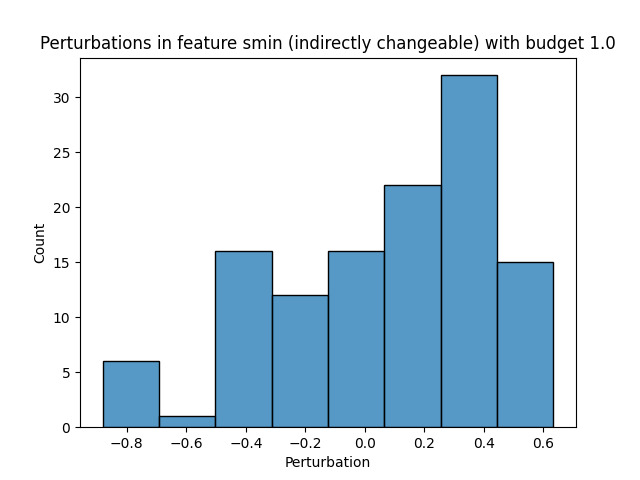 Perturbations in feature smin (indirectly changeable) with budget 1.0
30
25
20
15
10
5
0
Count
−0.8 −0.6 −0.4 −0.2 0.0 0.2 0.4 0.6
Perturbation